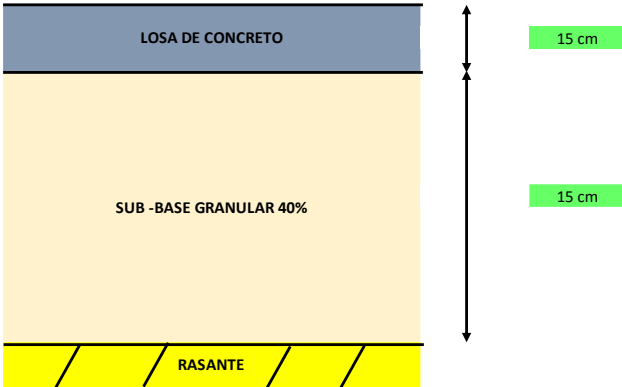 LOSA DE CONCRETO
15 cm
SUB -BASE GRANULAR 40%
15 cm
RASANTE